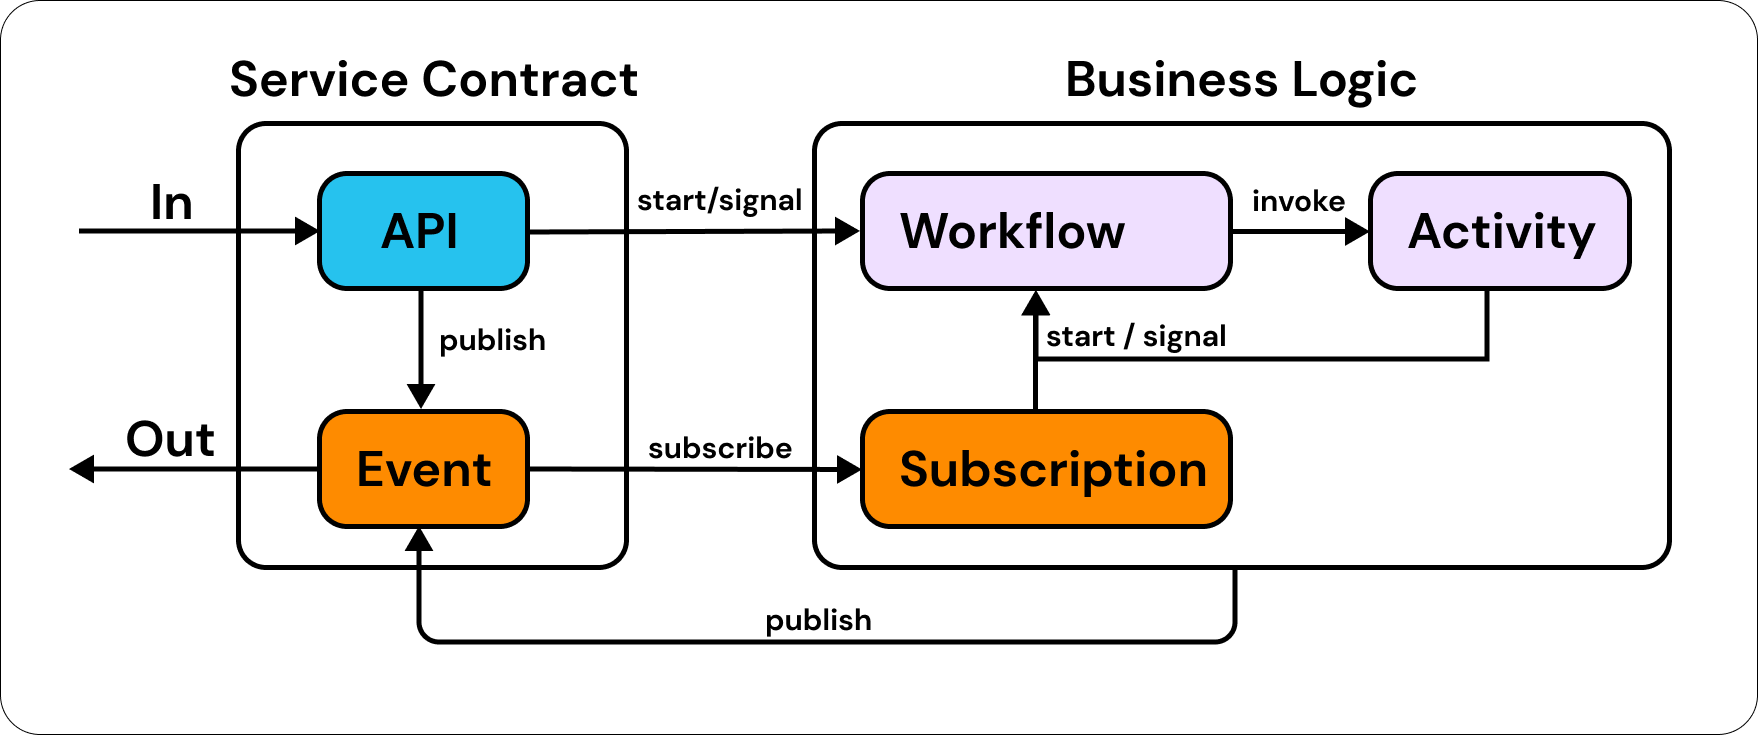 Service Contract
Business Logic
In
API
start/signal
Workflow
invoke
Activity
publish
start / signal
Out
Event
subscribe
Subscription
publish